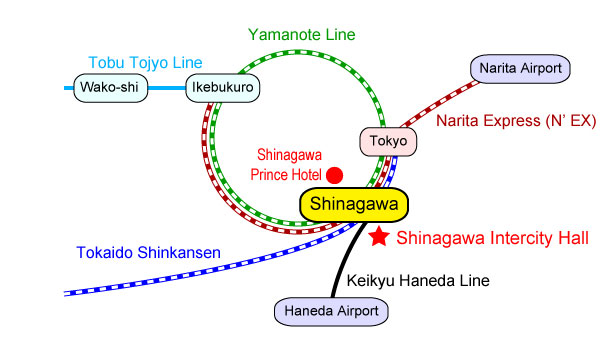 Yamanote Line
Tobu Tojyo Line
Narita Airport
Wako-shi
Ikebukuro
Narita Express (N' EX)
Tokyo
Shinagawa
Prince Hotel
Shinagawa
Shinagawa Intercity Hall
Tokaido Shinkansen
Keikyu Haneda Line
Haneda Airport